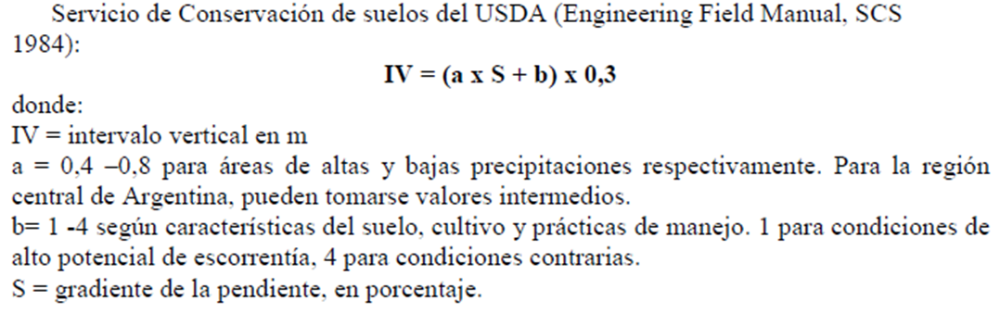 Servicio de Conservación de suelos del USDA (Engineering Field Manual, SCS
1984):
IV = (a x S + b) x 0,3
donde:
IV = intervalo vertical en m
a = 0,4 –0,8 para áreas de altas y bajas precipitaciones respectivamente. Para la región
central de Argentina, pueden tomarse valores intermedios.
b= 1 -4 según características del suelo, cultivo y prácticas de manejo. 1 para condiciones de
alto potencial de escorrentía, 4 para condiciones contrarias.
S = gradiente de la pendiente, en porcentaje.